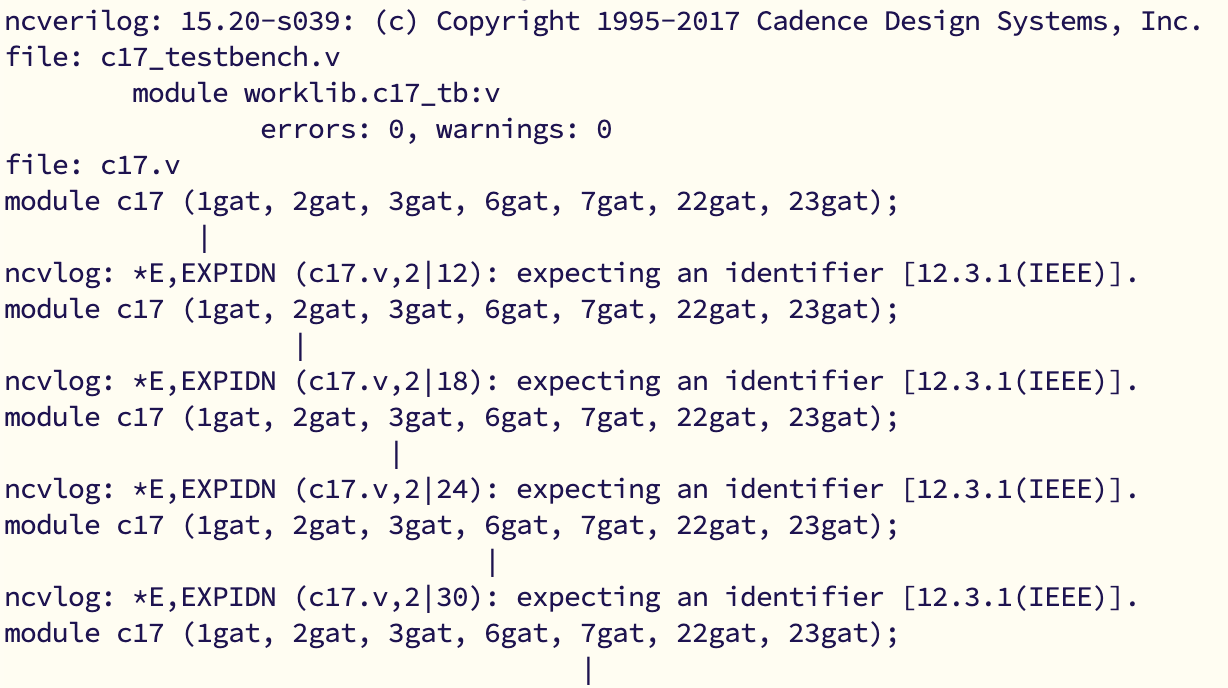 ncverilog: 15.20-s039: (c) Copyright 1995-2017 Cadence Design Systems, Inc.
file: c17_testbench.v
        module worklib.c17_tb:v
                errors: 0, warnings: 0
file: c17.v
module c17 (1gat, 2gat, 3gat, 6gat, 7gat, 22gat, 23gat);
                         |
ncvlog: *E,EXPIDN (c17.v,2|12): expecting an identifier [12.3.1(IEEE)].
module c17 (1gat, 2gat, 3gat, 6gat, 7gat, 22gat, 23gat);
                                     |
ncvlog: *E,EXPIDN (c17.v,2|18): expecting an identifier [12.3.1(IEEE)].
module c17 (1gat, 2gat, 3gat, 6gat, 7gat, 22gat, 23gat);
                                                 |
ncvlog: *E,EXPIDN (c17.v,2|24): expecting an identifier [12.3.1(IEEE)].
module c17 (1gat, 2gat, 3gat, 6gat, 7gat, 22gat, 23gat);
                                                             |
ncvlog: *E,EXPIDN (c17.v,2|30): expecting an identifier [12.3.1(IEEE)].
module c17 (1gat, 2gat, 3gat, 6gat, 7gat, 22gat, 23gat);
                                                                         |